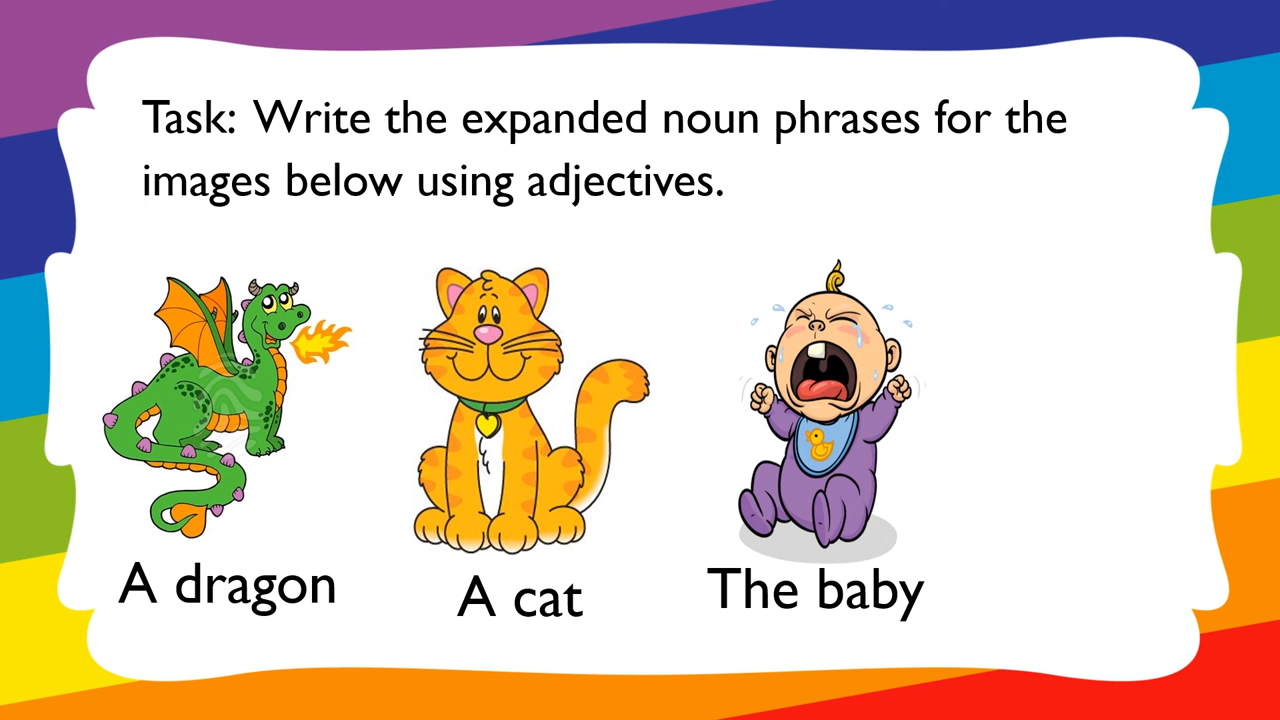 Task: Write the expanded noun phrases for the
images below using adjectives.
A dragon
A cat
The baby